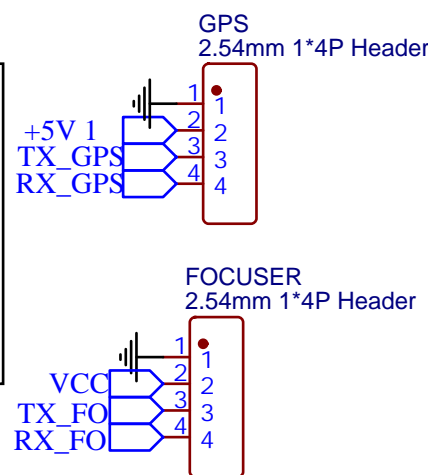 GPS
2.54mm 1*4P Header
1 1
+5V 1 2 2
TX_GPS 3 3
RX_GPS 4 4
FOCUSER
2.54mm 1*4P Header
1 1
VCC 2 2
TX_FO 3 3
RX_FO 4 4